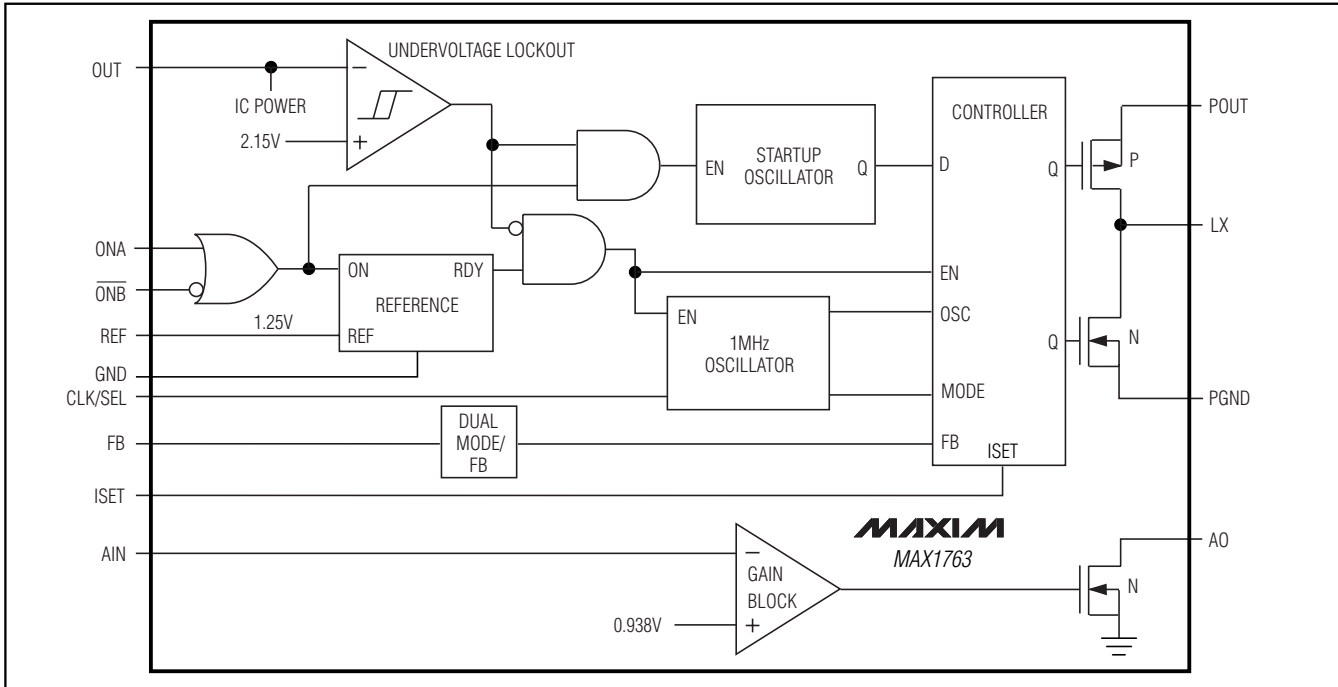 UNDERVOLTAGE LOCKOUT
OUT
−
IC POWER
2.15V
+
CONTROLLER
POUT
STARTUP
OSCILLATOR
EN
Q
D
Q
P
LX
ONA
ONB
ON
RDY
REFERENCE
1.25V
REF
REF
EN
EN
OSC
1MHz
OSCILLATOR
Q
N
GND
CLK/SEL
MODE
PGND
FB
DUAL
MODE/
FB
FB
ISET
ISET
MAXIM
MAX1763
AIN
−
GAIN
BLOCK
0.938V
+
AO
N